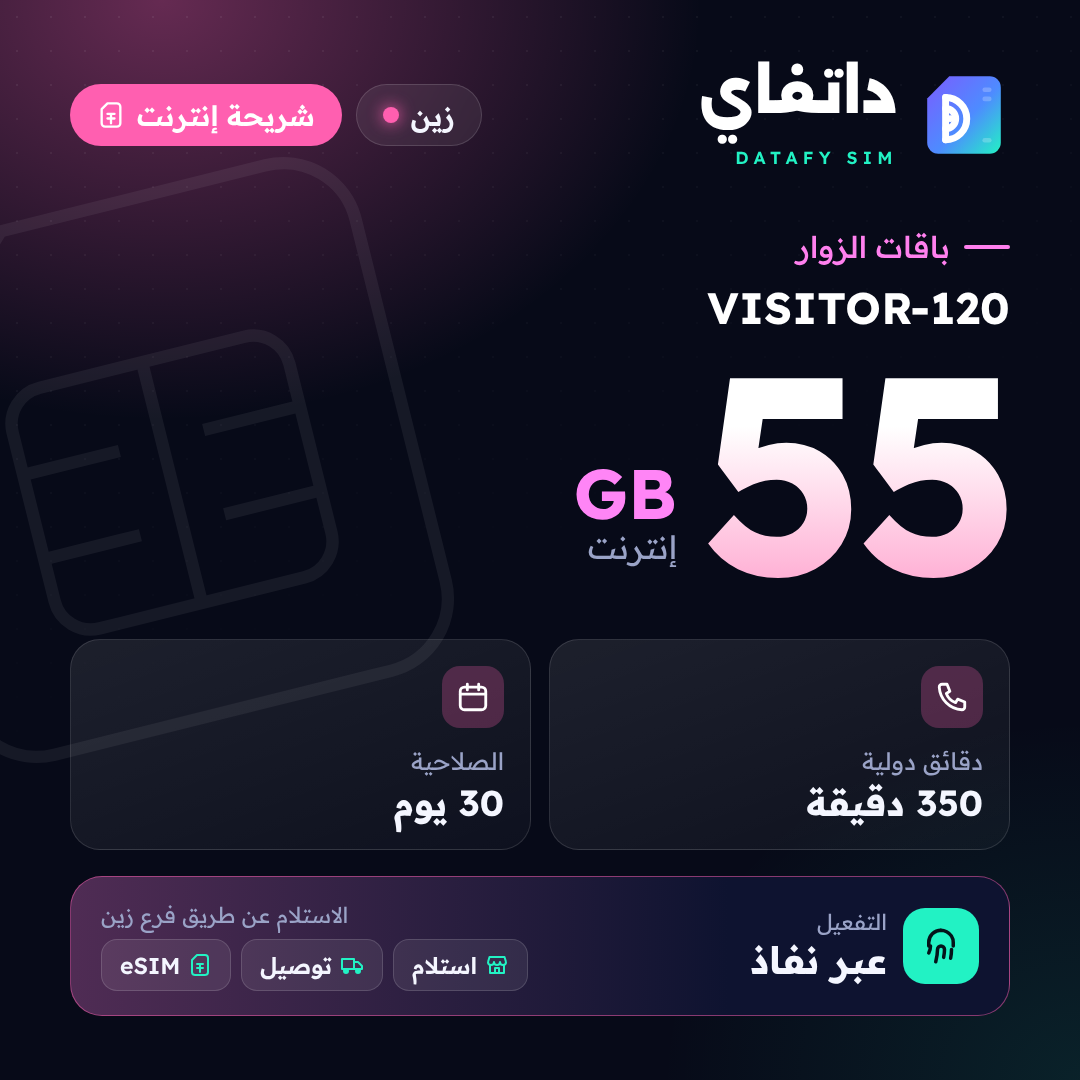 داتفاي
DATAFY SIM
زين
شريحة إنترنت
باقات الزوار
VISITOR-120
55
GB
إنترنت
دقائق دولية
350 دقيقة
الصلاحية
30 يوم
التفعيل
عبر نفاذ
الاستلام عن طريق فرع زين
استلام
توصيل
eSIM